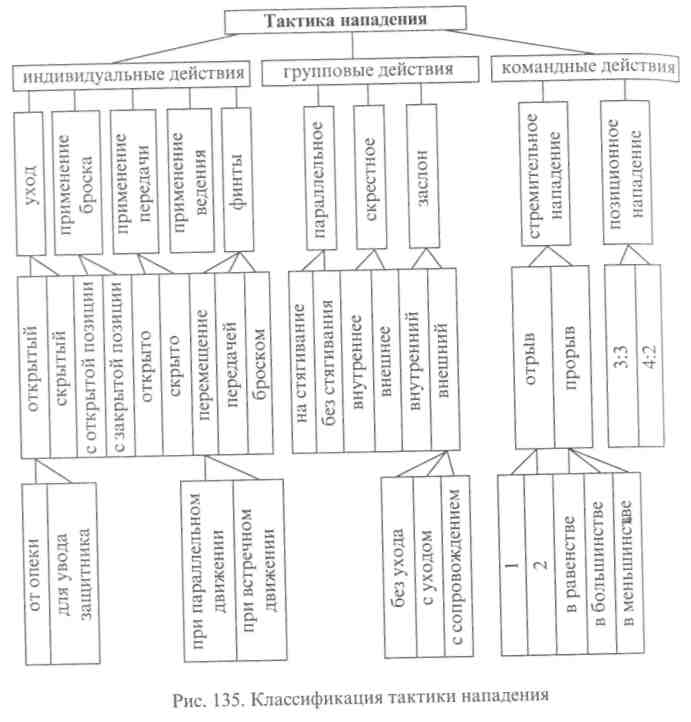 Тактика нападения
индивидуальные действия
групповые действия
командные действия
уход
применение
броска
применение
передачи
применение
ведения
финты
параллельное
скрестное
заслон
стремительное
нападение
позиционное
нападение
открытый
скрытый
с открытой позиции
с закрытой позиции
открыто
скрыто
перемещение
передачей
броском
на стягивание
без стягивания
внутреннее
внешнее
внутренний
внешний
отрыв
прорыв
3:3
4:2
от опеки
для увода
защитника
при параллельном
движении
при встречном
движении
без ухода
с уходом
с сопровождением
1
2
в равенстве
в большинстве
в меньшинстве
Рис. 135. Классификация тактики нападения